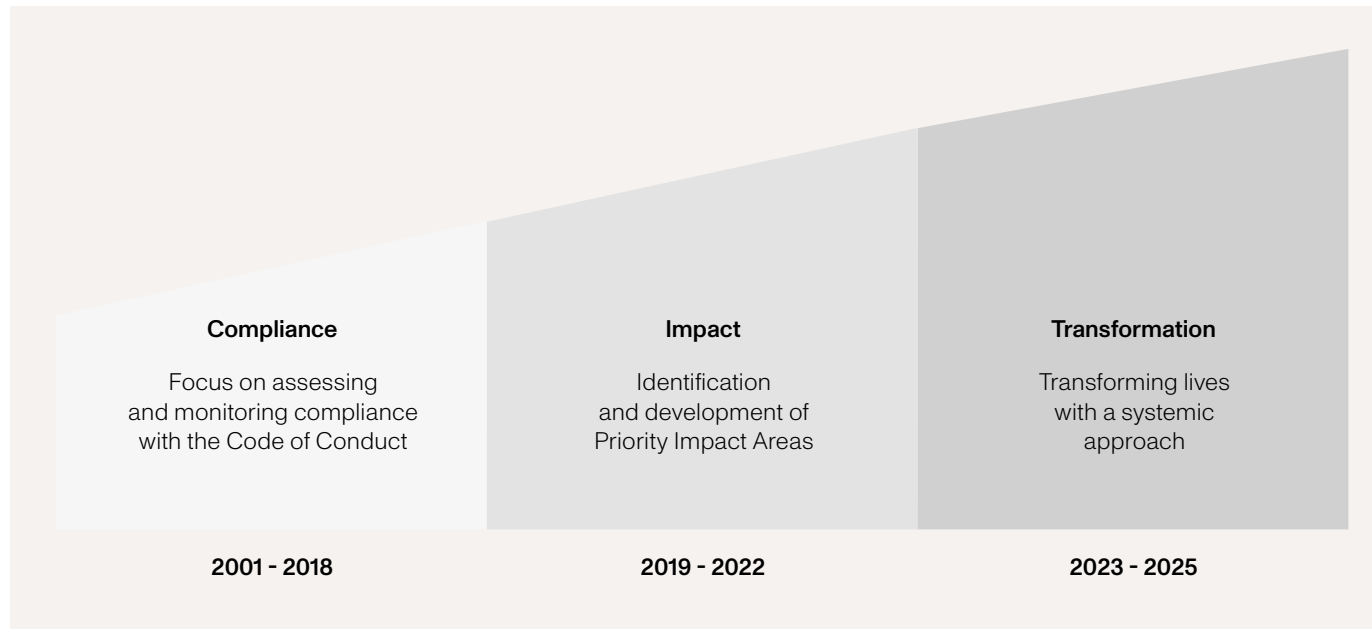 Compliance
Focus on assessing
and monitoring compliance
with the Code of Conduct
2001 - 2018
Impact
Identification
and development of
Priority Impact Areas
2019 - 2022
Transformation
Transforming lives
with a systemic
approach
2023 - 2025